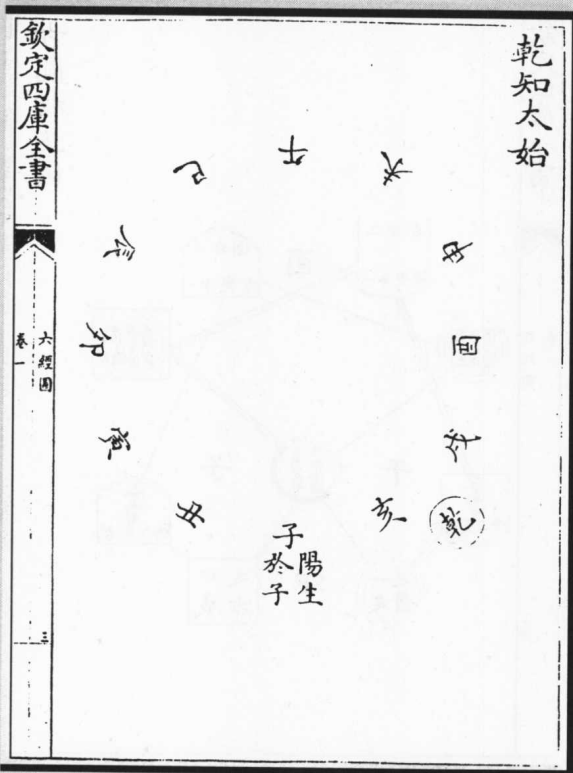 乾知太始
午
未
申
酉
戌
亥
乾
子
陽生
於子
丑
寅
卯
辰
巳
欽定四庫全書
六經圖
卷一
三